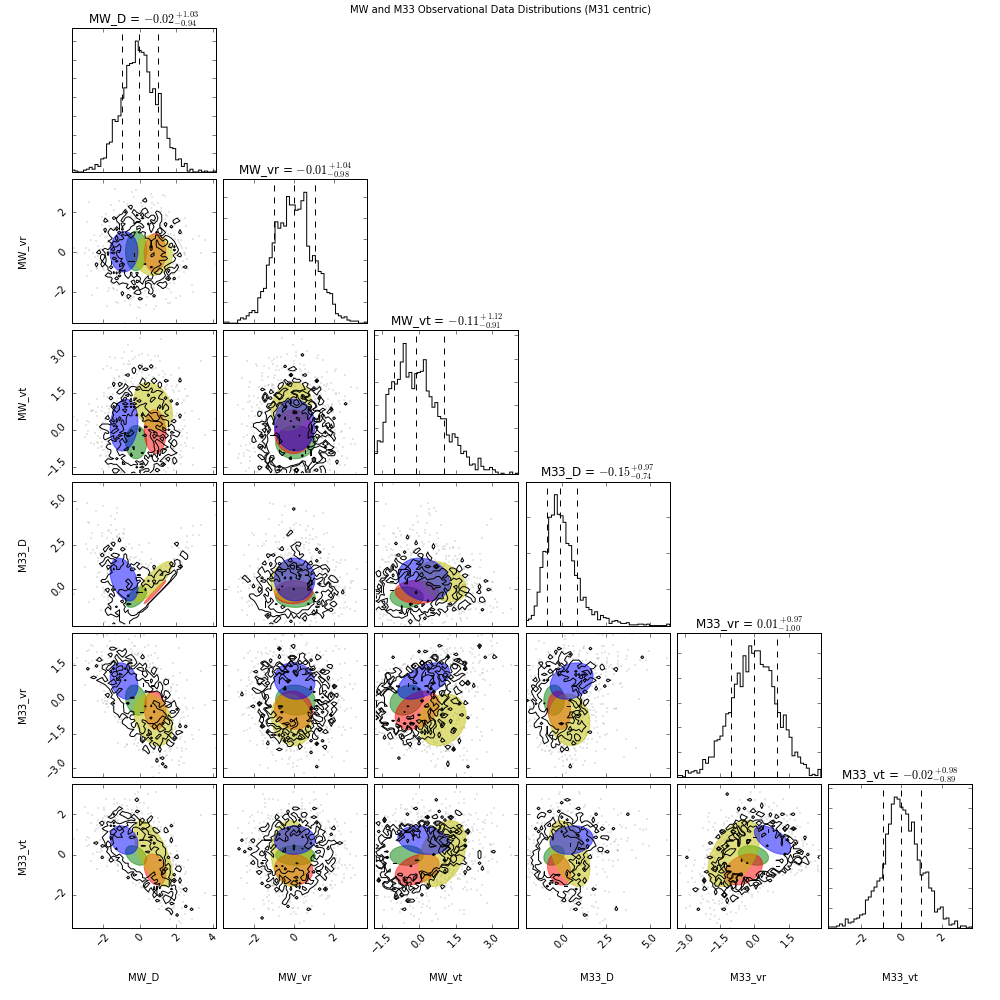 MW and M33 Observational Data Distributions (M31 centric)
MW_D = −0.02 +1.03 −0.94
MW_vr = −0.01 +1.04 −0.98
2
0
−2
MW_vr
MW_vt = −0.11 +1.12 −0.91
3.0
1.5
0.0
−1.5
MW_vt
M33_D = −0.15 +0.97 −0.74
5.0
2.5
0.0
M33_D
M33_vr = 0.01 +0.97 −1.00
1.5
0.0
−1.5
−3.0
M33_vr
M33_vt = −0.02 +0.98 −0.89
2
0
−2
M33_vt
−2 0 2 4
−2 0 2
−1.5 0.0 1.5 3.0
0.0 2.5 5.0
−3.0 −1.5 0.0 1.5
−2 0 2
MW_D MW_vr MW_vt M33_D M33_vr M33_vt